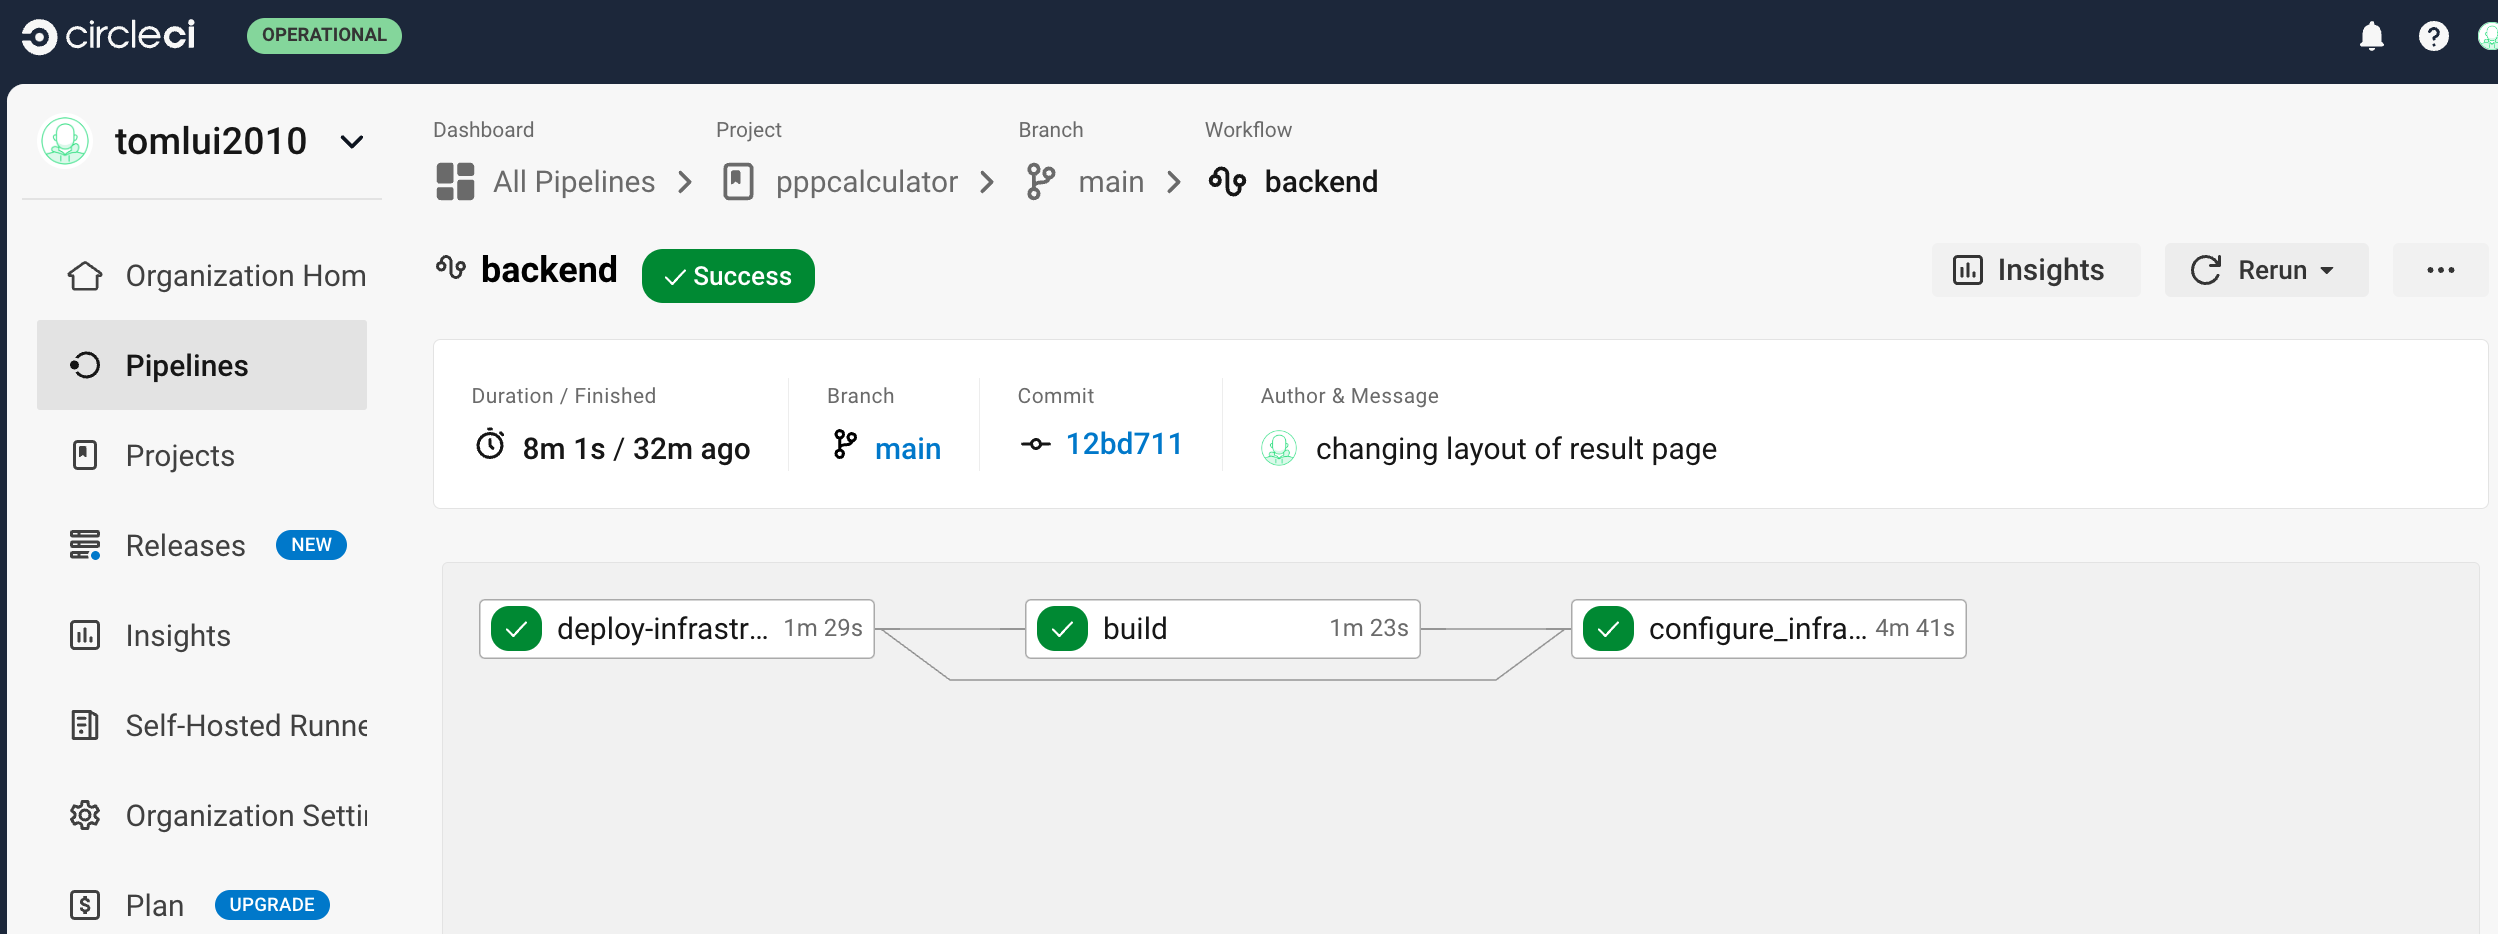 circleci
OPERATIONAL
tomlui2010
Organization Hom
Pipelines
Projects
Releases NEW
Insights
Self-Hosted Runne
Organization Settin
Plan UPGRADE
Dashboard Project Branch Workflow
All Pipelines pppcalculator main backend
backend Success
Insights Rerun
Duration / Finished Branch Commit Author & Message
8m 1s / 32m ago main 12bd711 changing layout of result page
deploy-infrastr... 1m 29s build 1m 23s configure_infra... 4m 41s